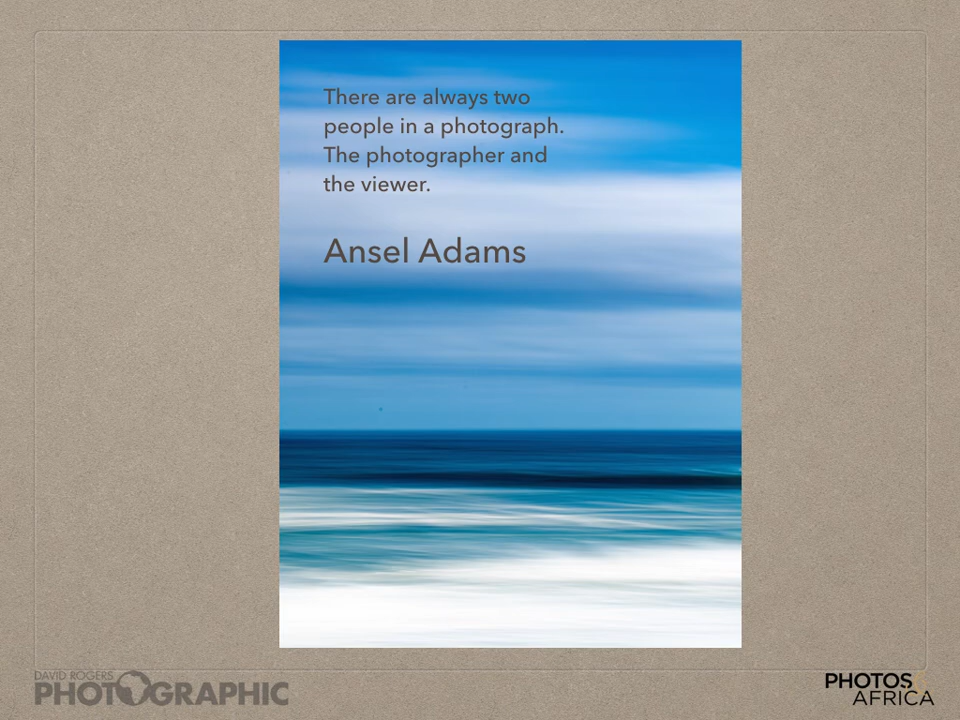 There are always two
people in a photograph.
The photographer and
the viewer.
Ansel Adams
DAVID ROGERS
PHOTOGRAPHIC
PHOTOS
AFRICA